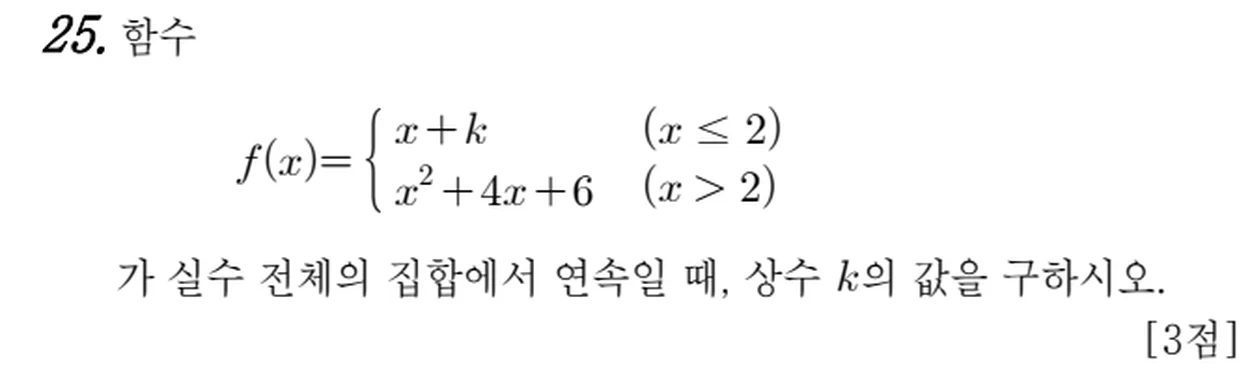 25. 함수
f(x)= { x+k (x ≤ 2)
x²+4x+6 (x > 2)
가 실수 전체의 집합에서 연속일 때, 상수 k의 값을 구하시오.
[3점]